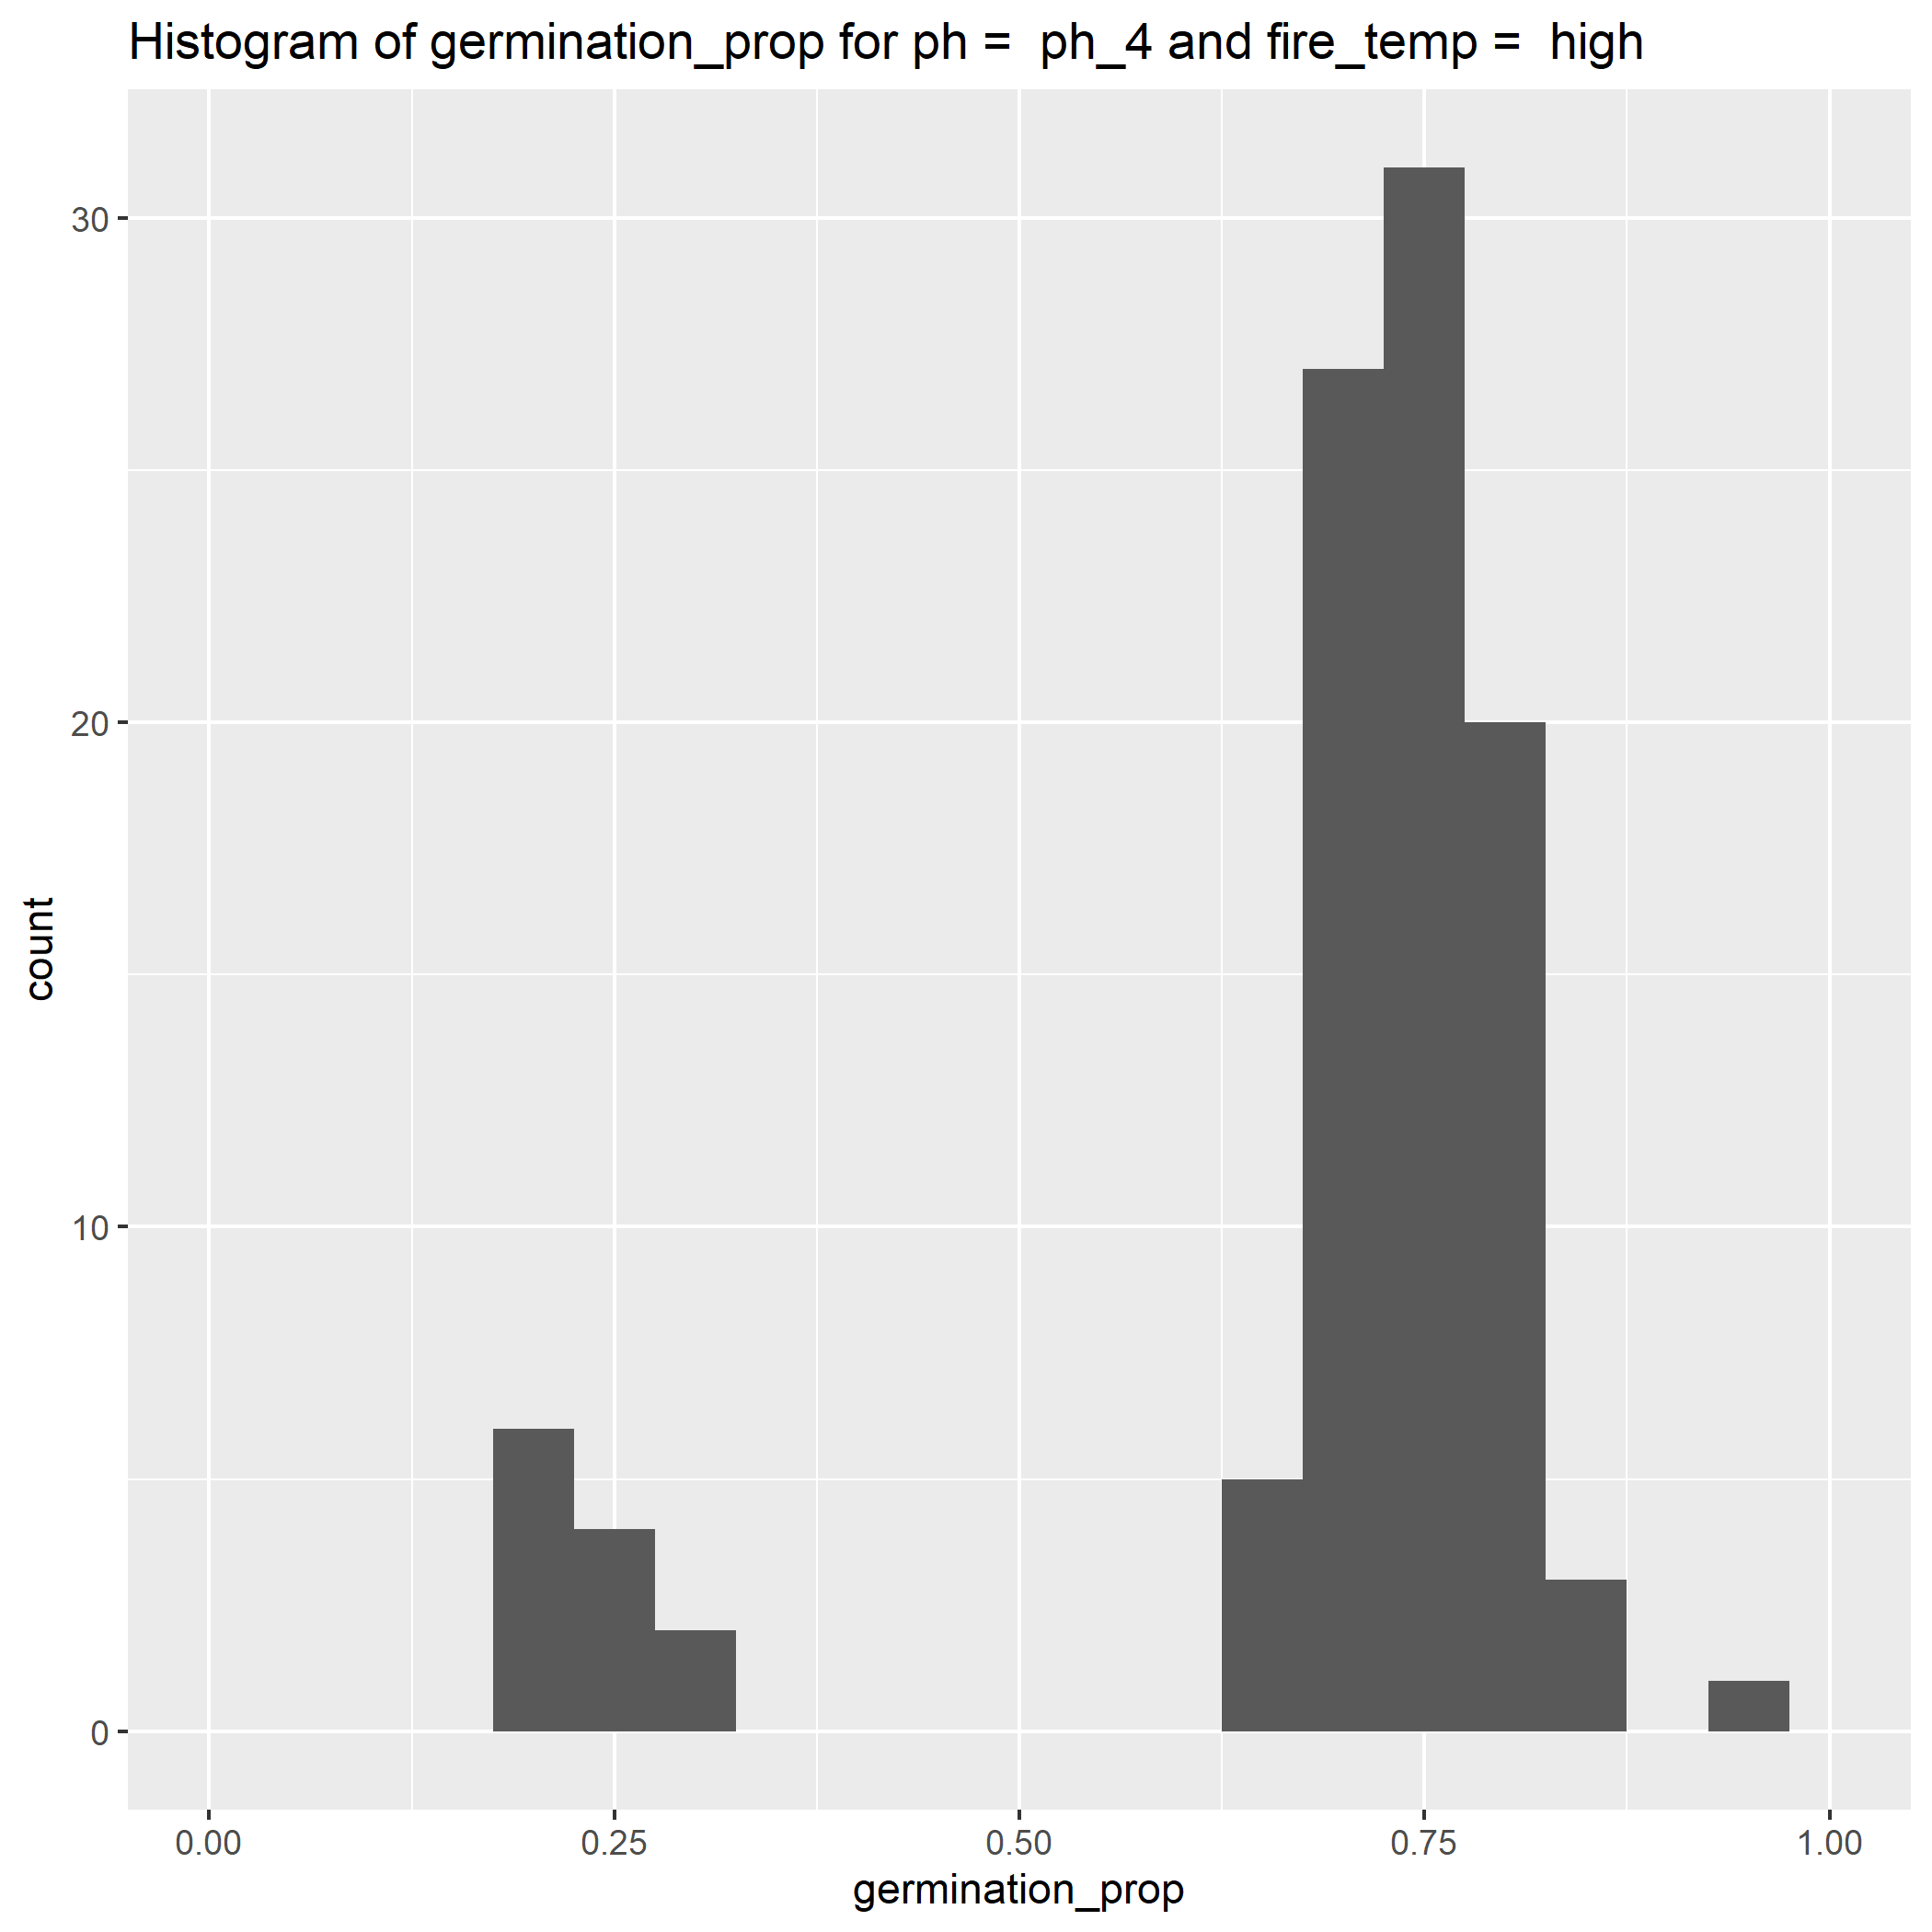 Histogram of germination_prop for ph =  ph_4 and fire_temp =  high
30
20
10
0
count
0.00 0.25 0.50 0.75 1.00
germination_prop